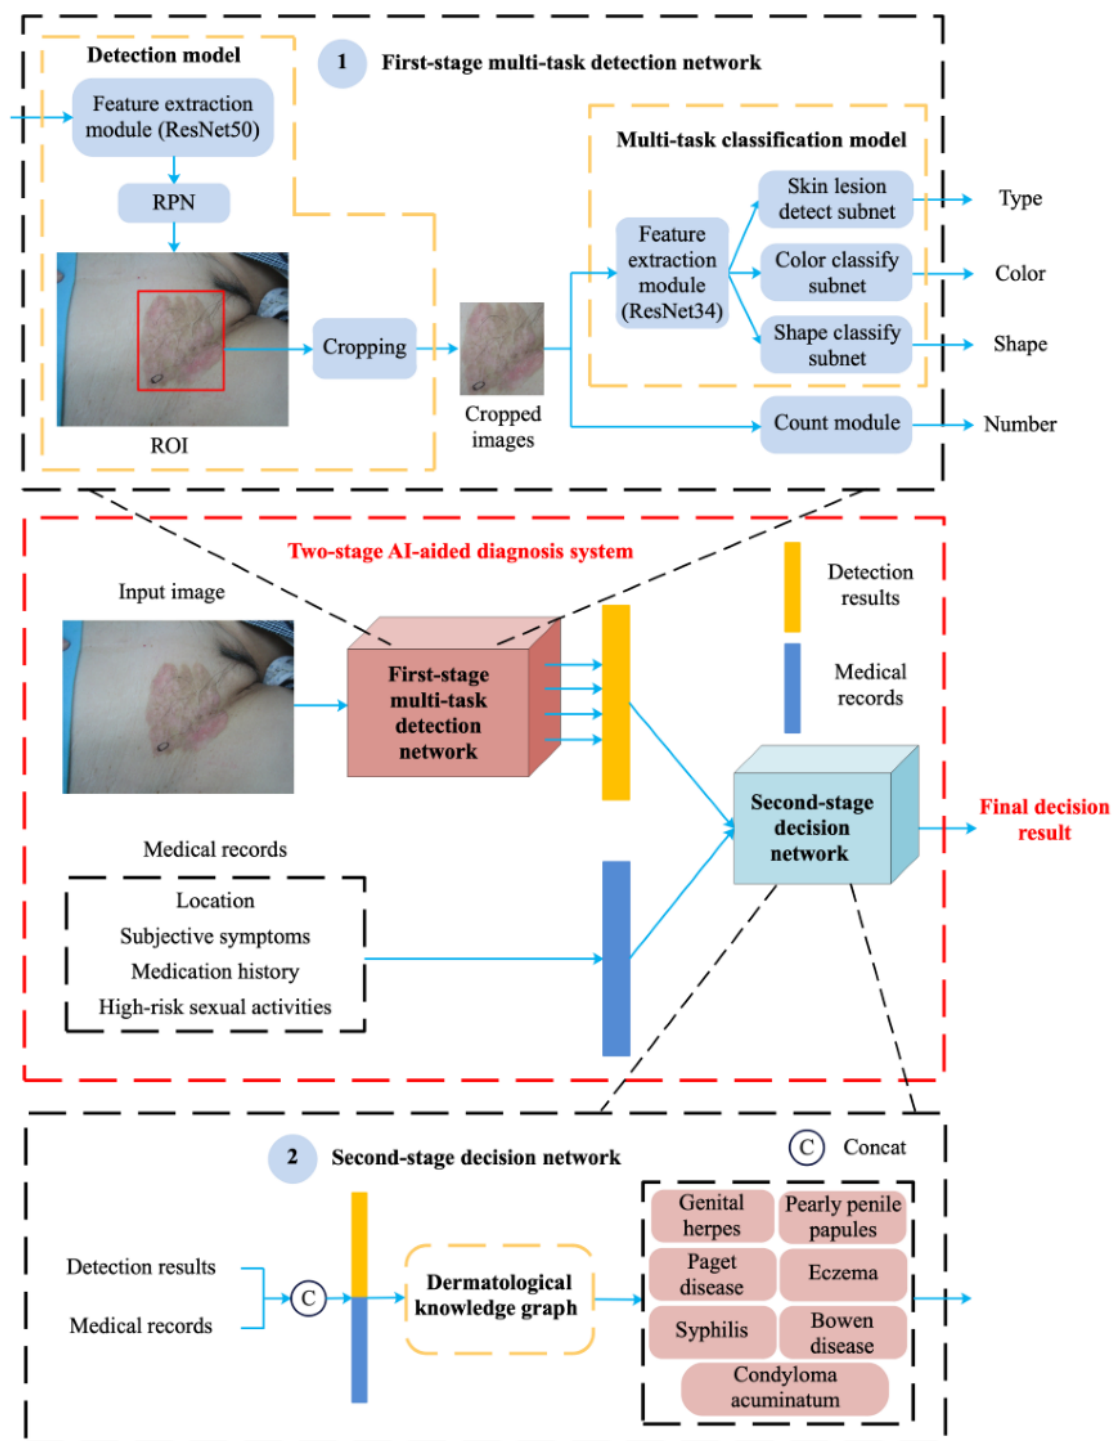 Detection model
1
First-stage multi-task detection network
Feature extraction
module (ResNet50)
RPN
ROI
Cropping
Cropped
images
Multi-task classification model
Feature
extraction
module
(ResNet34)
Skin lesion
detect subnet
Color classify
subnet
Shape classify
subnet
Count module
Type
Color
Shape
Number
Two-stage AI-aided diagnosis system
Input image
First-stage
multi-task
detection
network
Detection
results
Medical
records
Second-stage
decision
network
Final decision
result
Medical records
Location
Subjective symptoms
Medication history
High-risk sexual activities
2
Second-stage decision network
C
Concat
Detection results
Medical records
C
Dermatological
knowledge graph
Genital
herpes
Pearly penile
papules
Paget
disease
Eczema
Syphilis
Bowen
disease
Condyloma
acuminatum